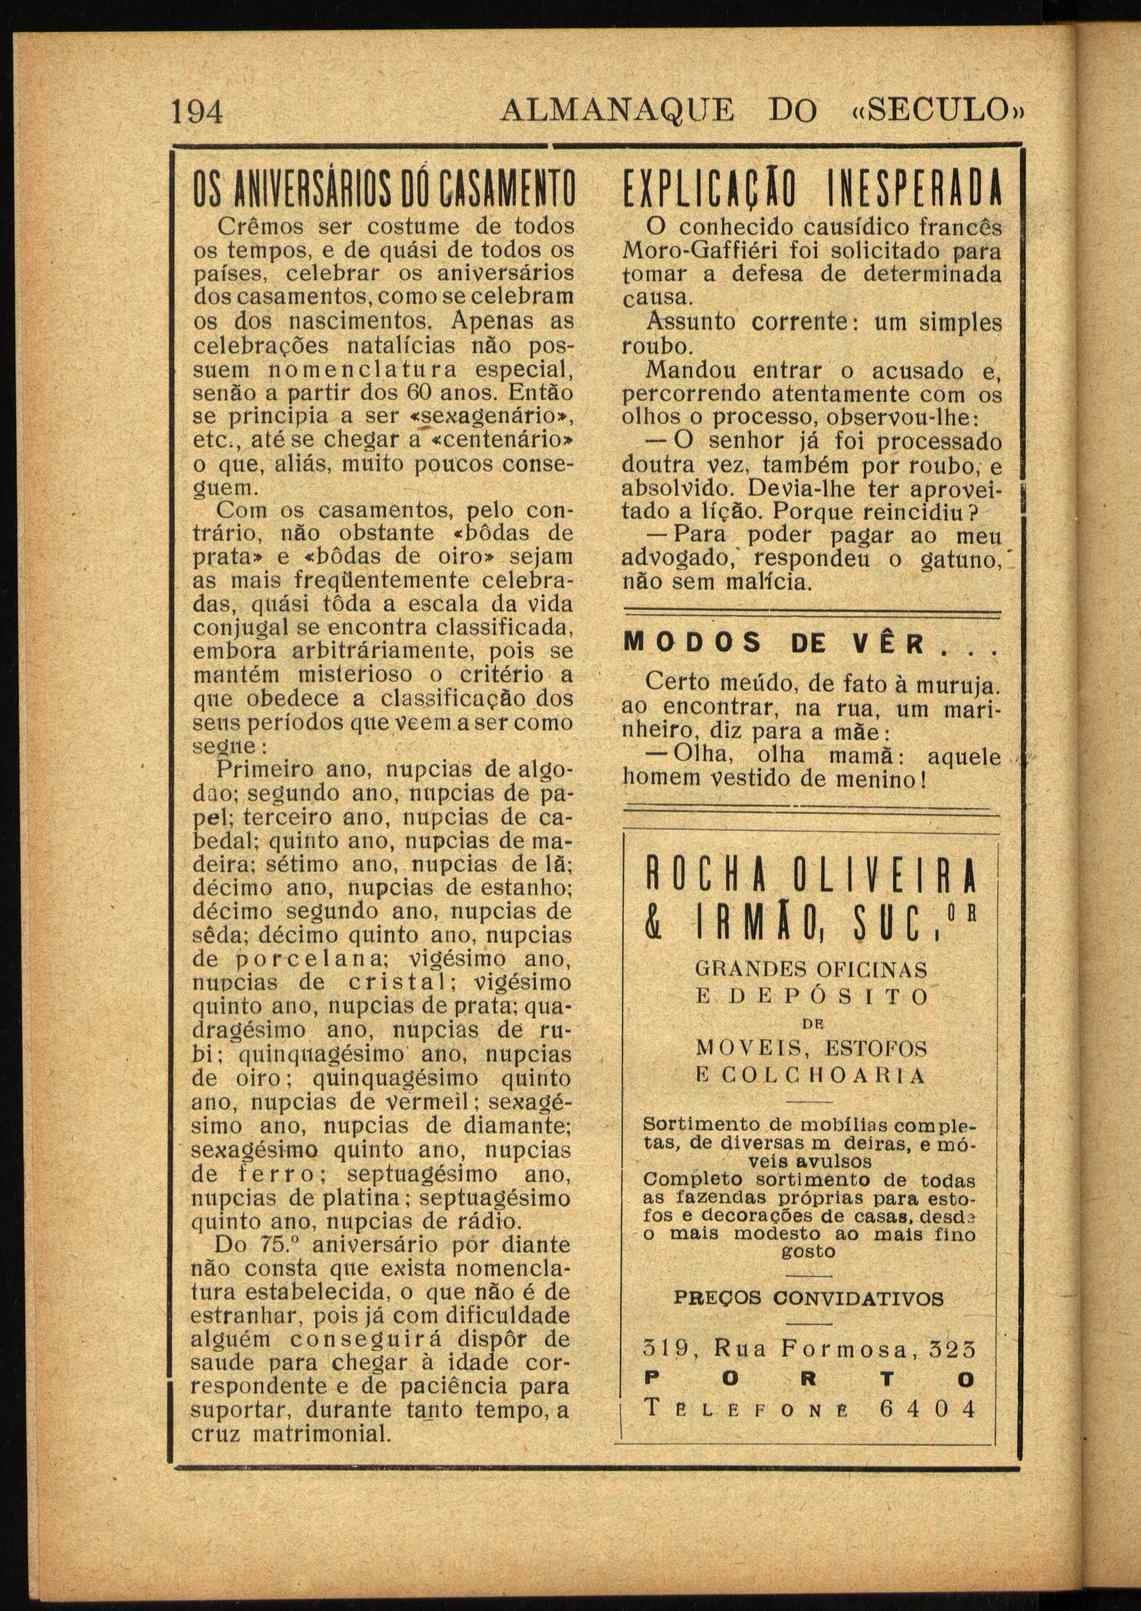 194 ALMANAQUE DO «SECULO»
OS ANIVERSÁRIOS DÓ CASAMENTO
Crêmos ser costume de todos
os tempos, e de quási de todos os
países, celebrar os aniversários
dos casamentos, como se celebram
os dos nascimentos. Apenas as
celebrações natalícias não pos-
suem nomenclatura especial,
senão a partir dos 60 anos. Então
se principia a ser «sexagenário»,
etc., até se chegar a «centenário»
o que, aliás, muito poucos conse-
guem.
Com os casamentos, pelo con-
trário, não obstante «bôdas de
prata» e «bôdas de oiro» sejam
as mais freqüentemente celebra-
das, quási tôda a escala da vida
conjugal se encontra classificada,
embora arbitráriamente, pois se
mantém misterioso o critério a
que obedece a classificação dos
seus períodos que veem a ser como
segue:
Primeiro ano, nupcias de algo-
dão; segundo ano, nupcias de pa-
pel; terceiro ano, nupcias de ca-
bedal; quinto ano, nupcias de ma-
deira; sétimo ano, nupcias de lã;
décimo ano, nupcias de estanho;
décimo segundo ano, nupcias de
sêda; décimo quinto ano, nupcias
de porcelana; vigésimo ano,
nupcias de cristal; vigésimo
quinto ano, nupcias de prata; qua-
dragésimo ano, nupcias de ru-
bi; quinquagésimo ano, nupcias
de oiro; quinquagésimo quinto
ano, nupcias de vermeil; sexagé-
simo ano, nupcias de diamante;
sexagésimo quinto ano, nupcias
de ferro; septuagésimo ano,
nupcias de platina; septuagésimo
quinto ano, nupcias de rádio.
Do 75.º aniversário por diante
não consta que exista nomencla-
tura estabelecida, o que não é de
estranhar, pois já com dificuldade
alguém conseguirá dispôr de
saude para chegar à idade cor-
respondente e de paciência para
suportar, durante tanto tempo, a
cruz matrimonial.
EXPLICAÇÃO INESPERADA
O conhecido causídico francês
Moro-Gaffiéri foi solicitado para
tomar a defesa de determinada
causa.
Assunto corrente: um simples
roubo.
Mandou entrar o acusado e,
percorrendo atentamente com os
olhos o processo, observou-lhe:
— O senhor já foi processado
doutra vez, também por roubo, e
absolvido. Devia-lhe ter aprovei-
tado a lição. Porque reincidiu?
— Para poder pagar ao meu
advogado, respondeu o gatuno,
não sem malícia.
MODOS DE VÊR...
Certo meúdo, de fato à muruja.
ao encontrar, na rua, um mari-
nheiro, diz para a mãe:
— Olha, olha mamã: aquele
homem vestido de menino!
ROCHA OLIVEIRA
& IRMÃO, SUC.OR
GRANDES OFICINAS
E DEPÓSITO
DE
MOVEIS, ESTOFOS
E COLCHOARIA
Sortimento de mobílias comple-
tas, de diversas m deiras, e mó-
veis avulsos
Completo sortimento de todas
as fazendas próprias para esto-
fos e decorações de casas, desde
o mais modesto ao mais fino
gosto
PREÇOS CONVIDATIVOS
319, Rua Formosa, 323
PORTO
TELEFONE 6404